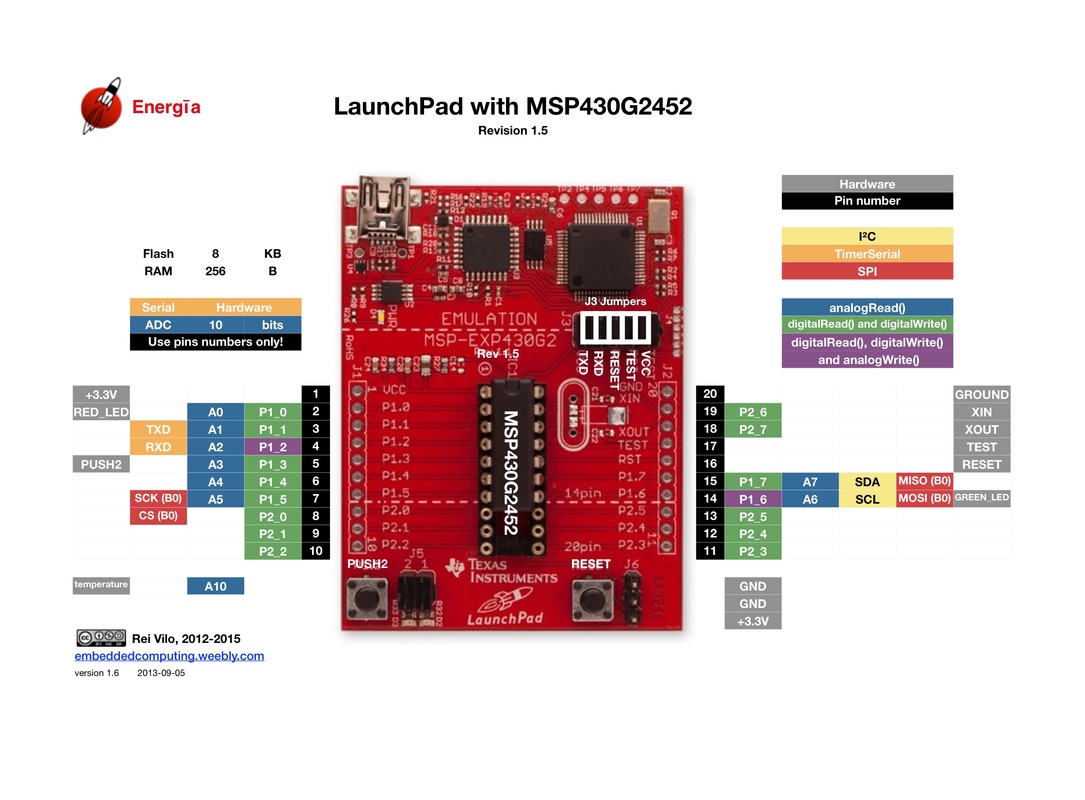 Energīa
LaunchPad with MSP430G2452
Revision 1.5
Hardware
Pin number
I²C
TimerSerial
SPI
analogRead()
digitalRead() and digitalWrite()
digitalRead(), digitalWrite()
and analogWrite()
Flash 8 KB
RAM 256 B
Serial Hardware
ADC 10 bits
Use pins numbers only!
J3 Jumpers
EMULATION
MSP-EXP430G2
Rev 1.5
TXD
RXD
RESET
TEST
VCC
MSP430G2452
+3.3V 1
RED_LED A0 P1_0 2
TXD A1 P1_1 3
RXD A2 P1_2 4
PUSH2 A3 P1_3 5
A4 P1_4 6
SCK (B0) A5 P1_5 7
CS (B0) P2_0 8
P2_1 9
P2_2 10
temperature A10
VCC
P1.0
P1.1
P1.2
P1.3
P1.4
P1.5
P2.0
P2.1
P2.2
GND
XIN
XOUT
TEST
RST
P1.7
14pin P1.6
P2.5
P2.4
20pin P2.3
20 GROUND
19 P2_6 XIN
18 P2_7 XOUT
17 TEST
16 RESET
15 P1_7 A7 SDA MISO (B0)
14 P1_6 A6 SCL MOSI (B0) GREEN_LED
13 P2_5
12 P2_4
11 P2_3
GND
GND
+3.3V
PUSH2
J5
2 1
TEXAS
INSTRUMENTS
LaunchPad
RESET
J6
Rei Vilo, 2012-2015
embeddedcomputing.weebly.com
version 1.6 2013-09-05